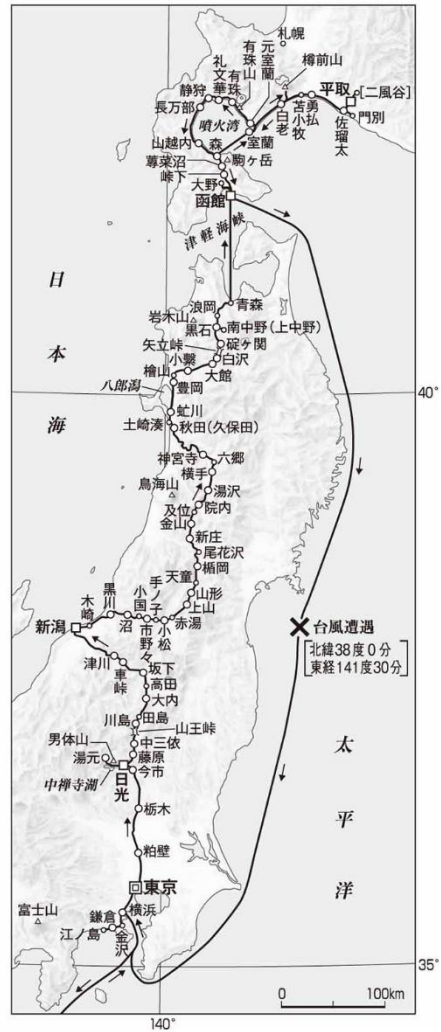 札幌
元室蘭
有珠山
有珠
礼文華
静狩
長万部
樽前山
平取
[二風谷]
勇払
苫小牧
白老
門別
佐瑠太
噴火湾
室蘭
山越内
森
駒ヶ岳
蓴菜沼
峠下
大野
函館
津軽海峡
日本海
青森
浪岡
岩木山
黒石
南中野(上中野)
碇ヶ関
矢立峠
白沢
小繋
大館
檜山
豊岡
八郎潟
40°
虻川
土崎湊
秋田(久保田)
神宮寺
六郷
横手
鳥海山
湯沢
院内
及位
金山
新庄
尾花沢
楯岡
天童
山形
上山
赤湯
小松
手ノ子
市野々
小国
沼
黒川
木崎
新潟
台風遭遇
北緯38度0分
東経141度30分
津川
車峠
坂下
高田
大内
川島
田島
山王峠
男体山
中三依
湯元
藤原
中禅寺湖
日光
今市
太平洋
栃木
粕壁
東京
富士山
鎌倉
横浜
江ノ島
金沢
35°
0
100km
140°